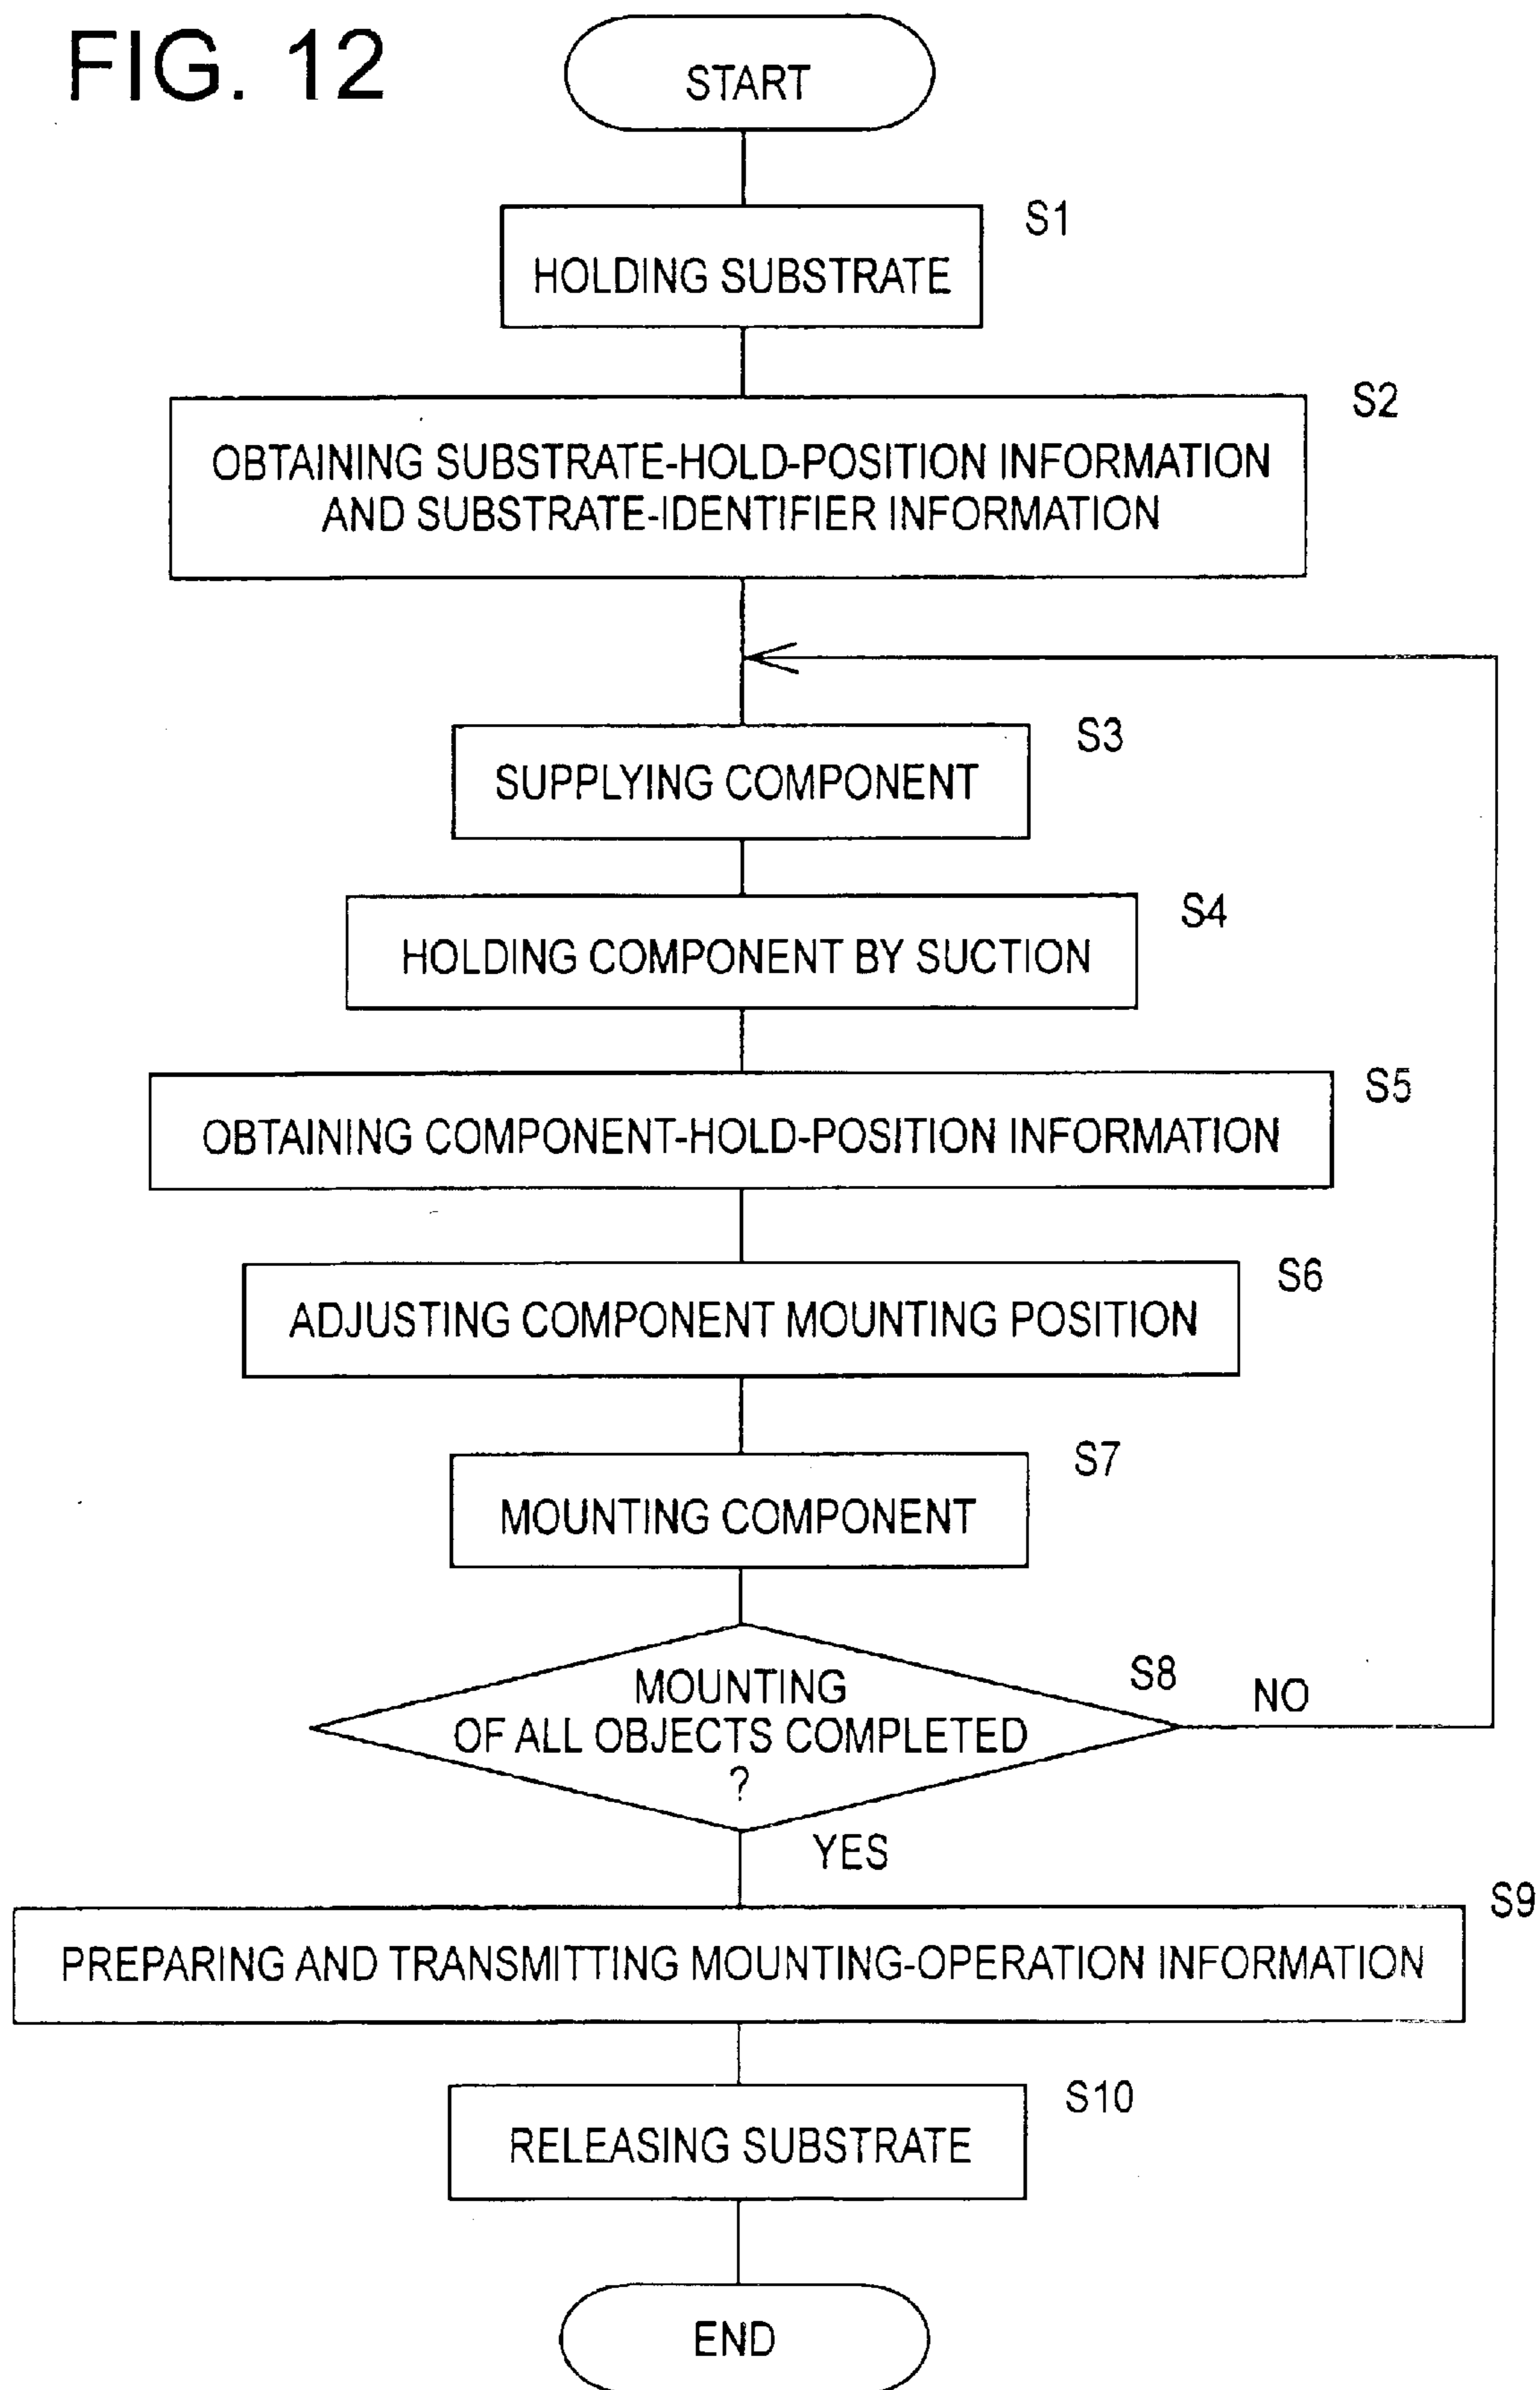 FIG. 12
START
S1
HOLDING SUBSTRATE
S2
OBTAINING SUBSTRATE-HOLD-POSITION INFORMATION
AND SUBSTRATE-IDENTIFIER INFORMATION
S3
SUPPLYING COMPONENT
S4
HOLDING COMPONENT BY SUCTION
S5
OBTAINING COMPONENT-HOLD-POSITION INFORMATION
S6
ADJUSTING COMPONENT MOUNTING POSITION
S7
MOUNTING COMPONENT
S8
NO
MOUNTING
OF ALL OBJECTS COMPLETED
?
YES
S9
PREPARING AND TRANSMITTING MOUNTING-OPERATION INFORMATION
S10
RELEASING SUBSTRATE
END